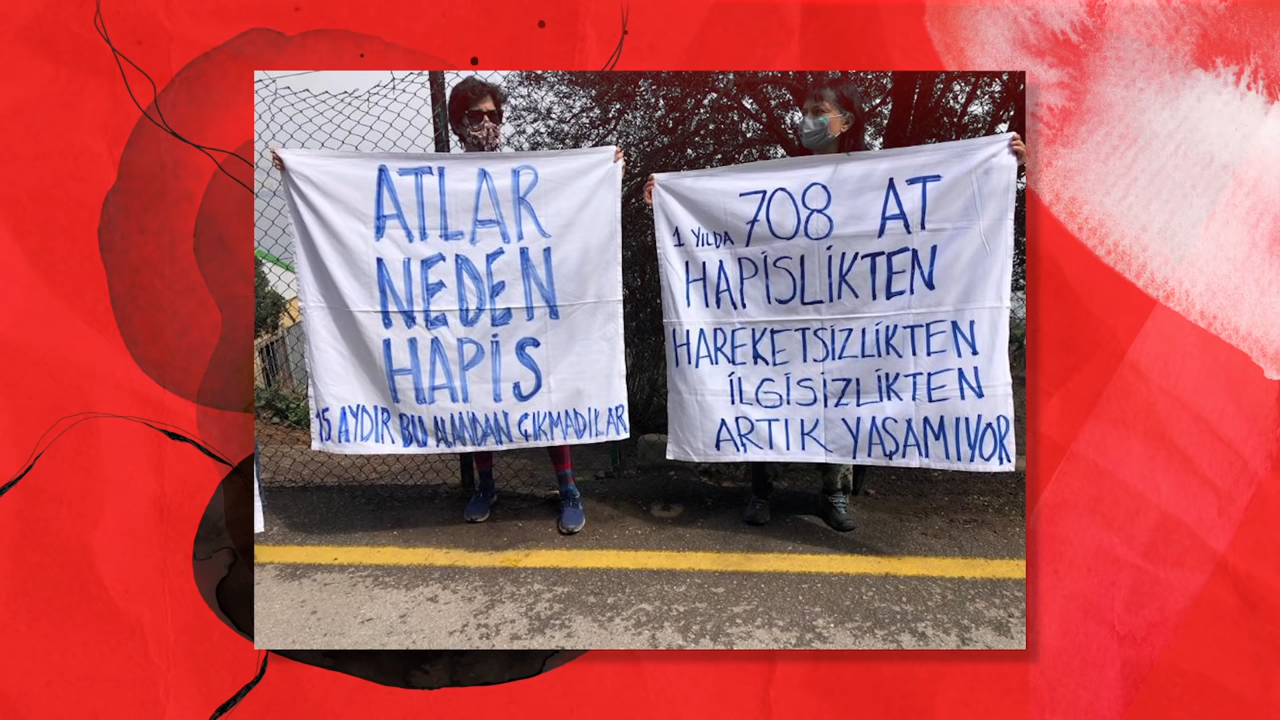 ATLAR
NEDEN
HAPİS
15 AYDIR BU ALANDAN ÇIKMADILAR
1 YILDA 708 AT
HAPİSLİKTEN
HAREKETSİZLİKTEN
İLGİSİZLİKTEN
ARTIK YAŞAMIYOR